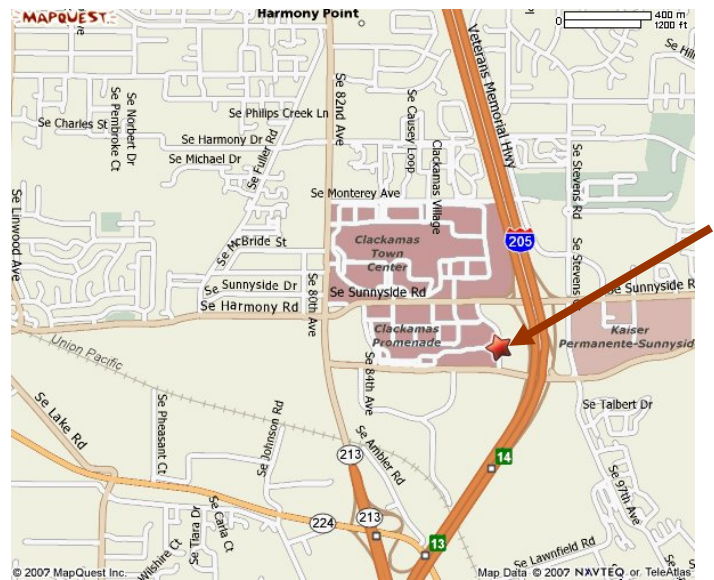 MAPQUEST
Harmony Point
400 m
0
1200 ft
Se 82nd Ave
Veterans Memorial Hwy
Se Pembroke Ct
Se Norbert Dr
Se Philips Creek Ln
Se Charles St
Se Harmony Dr
Se Michael Dr
Se Fuller Rd
Se Causey Loop
Clackamas Village
Se Stevens Rd
Se Monterey Ave
Se Linwood Ave
Se McBride St
Clackamas
Town
Center
205
Se Stevens
Se Sunnyside Dr
Se 80th Ave
Se Sunnyside Rd
Se Sunnyside R
Se Harmony Rd
Clackamas
Promenade
Kaiser
Permanente-Sunnysid
Union Pacific
Se 84th Ave
Se Lake Rd
Se Pheasant Ct
Se Johnson Rd
Se Talbert Dr
Se Ambler Rd
213
14
Se 97th Ave
224
213
Se Tiara Dr
Se Carla Ct
Wilshire Ct
13
Se Lawnfield Rd
© 2007 MapQuest Inc.
Map Data © 2007 NAVTEQ or TeleAtlas